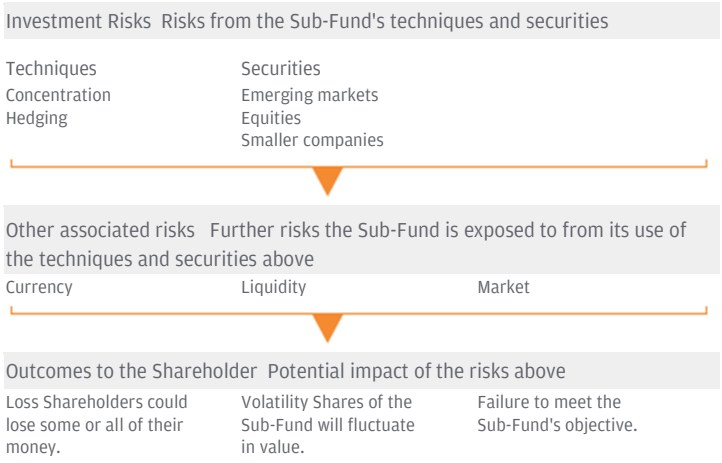 Investment Risks Risks from the Sub-Fund's techniques and securities
Techniques
Concentration
Hedging
Securities
Emerging markets
Equities
Smaller companies
Other associated risks Further risks the Sub-Fund is exposed to from its use of
the techniques and securities above
Currency
Liquidity
Market
Outcomes to the Shareholder Potential impact of the risks above
Loss Shareholders could
lose some or all of their
money.
Volatility Shares of the
Sub-Fund will fluctuate
in value.
Failure to meet the
Sub-Fund's objective.